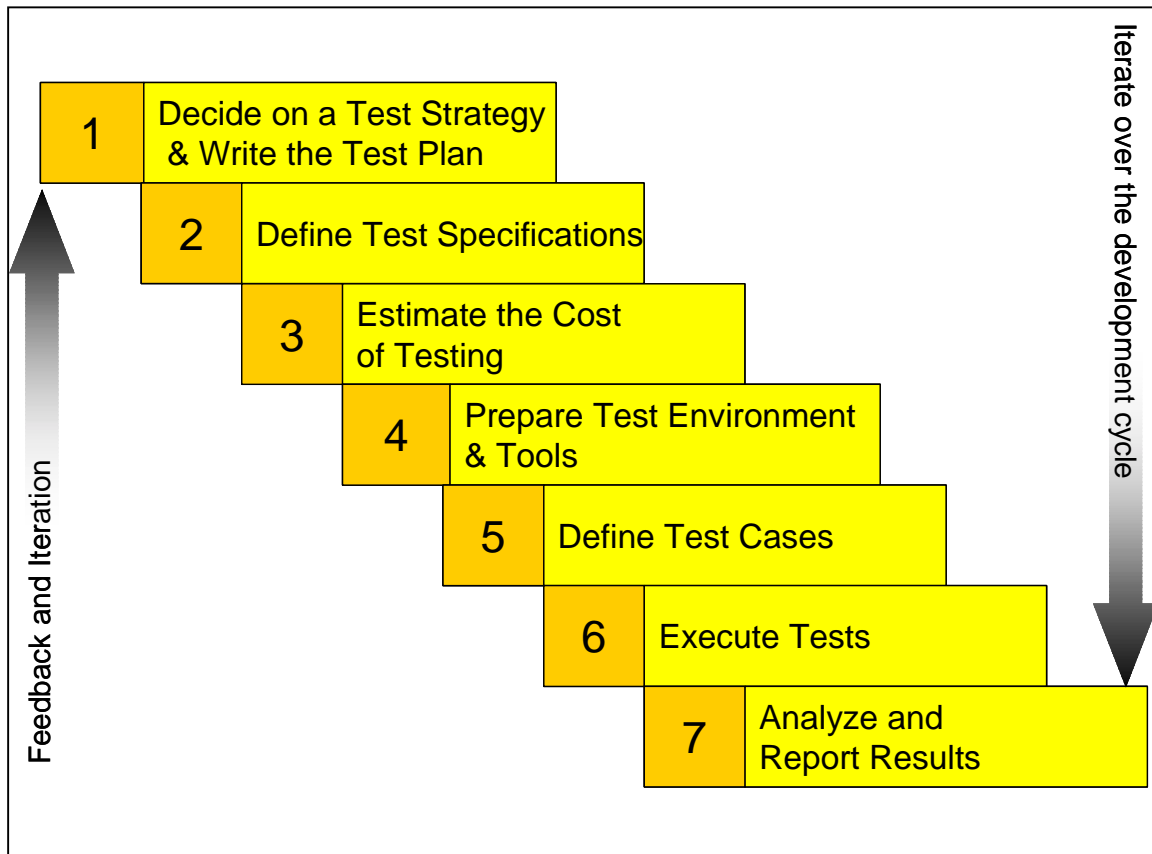 1
Decide on a Test Strategy
& Write the Test Plan
2
Define Test Specifications
3
Estimate the Cost
of Testing
4
Prepare Test Environment
& Tools
5
Define Test Cases
6
Execute Tests
7
Analyze and
Report Results
Feedback and Iteration
Iterate over the development cycle